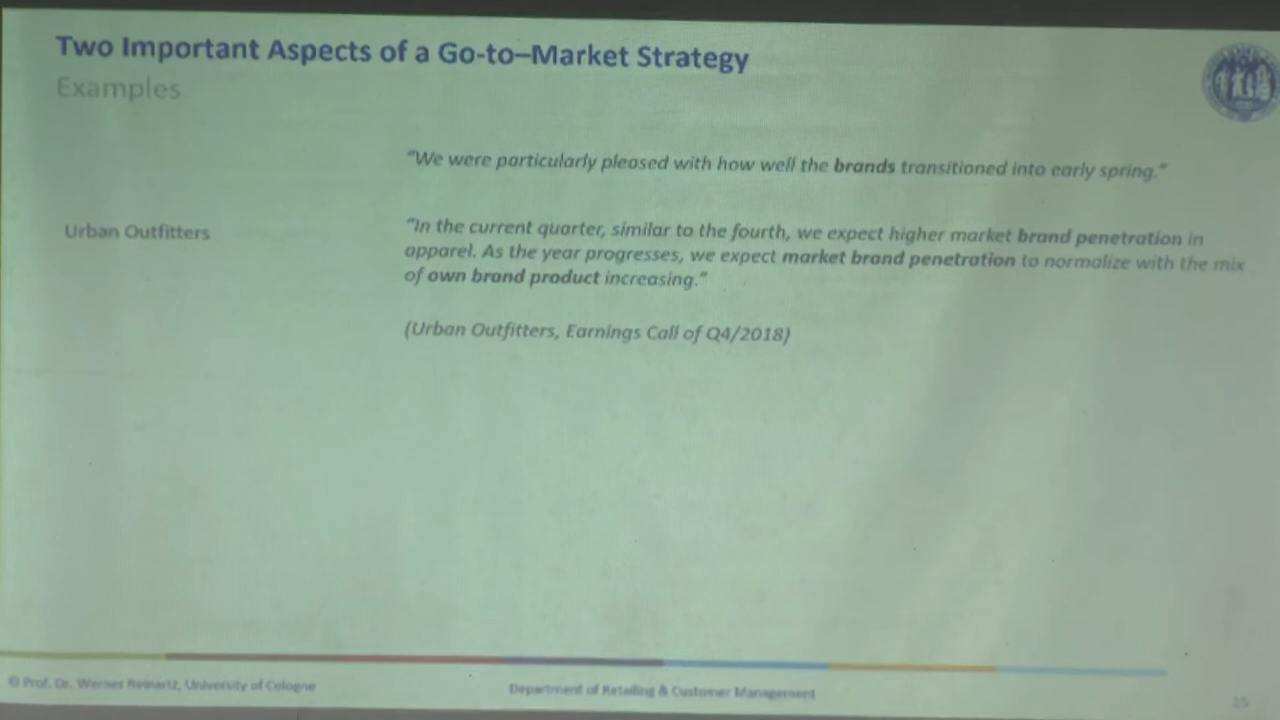 Two Important Aspects of a Go-to–Market Strategy
Examples
“We were particularly pleased with how well the brands transitioned into early spring.”
Urban Outfitters
“In the current quarter, similar to the fourth, we expect higher market brand penetration in
apparel. As the year progresses, we expect market brand penetration to normalize with the mix
of own brand product increasing.”
(Urban Outfitters, Earnings Call of Q4/2018)
© Prof. Dr. Werner Reinartz, University of Cologne
Department of Retailing & Customer Management